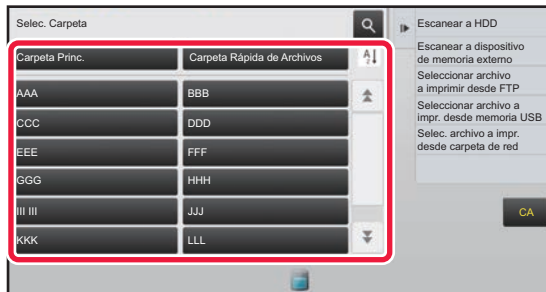 Selec. Carpeta
Carpeta Princ.
Carpeta Rápida de Archivos
AAA
BBB
CCC
DDD
EEE
FFF
GGG
HHH
III III
JJJ
KKK
LLL
Escanear a HDD
Escanear a dispositivo
de memoria externo
Seleccionar archivo
a imprimir desde FTP
Seleccionar archivo a
impr. desde memoria USB
Selec. archivo a impr.
desde carpeta de red
CA